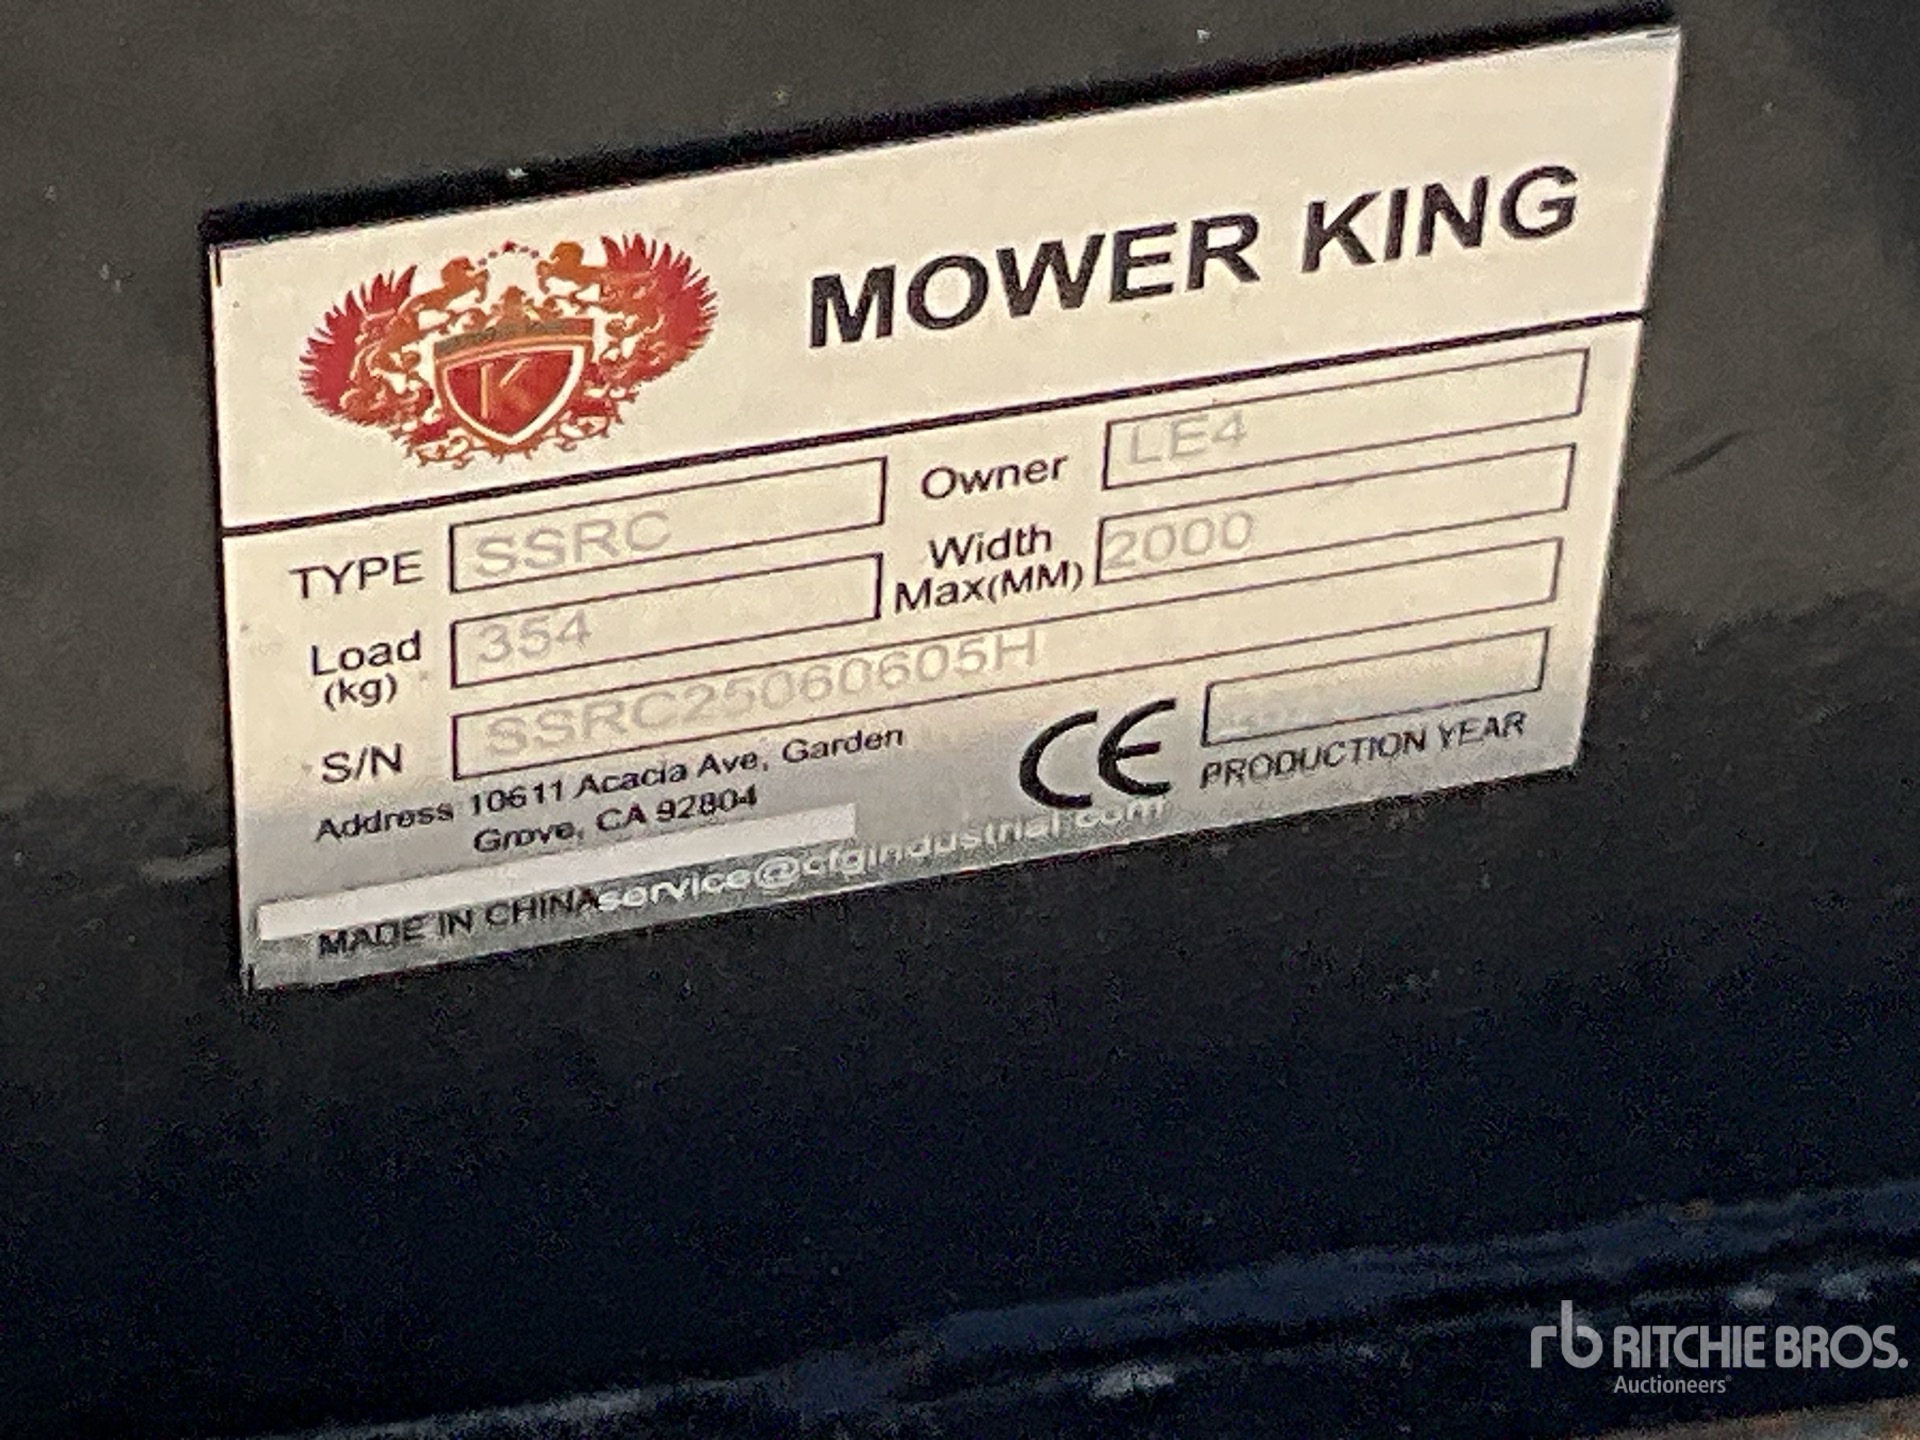 MOWER KING
K
TYPE SSRC Owner LE4
Load (kg) 354 Width Max(MM) 2000
S/N SSRC25060605H
Address 10611 Acacia Ave, Garden
Grove, CA 92804
CE PRODUCTION YEAR
MADE IN CHINA service@cfgindustrial.com
rb RITCHIE BROS.
Auctioneers